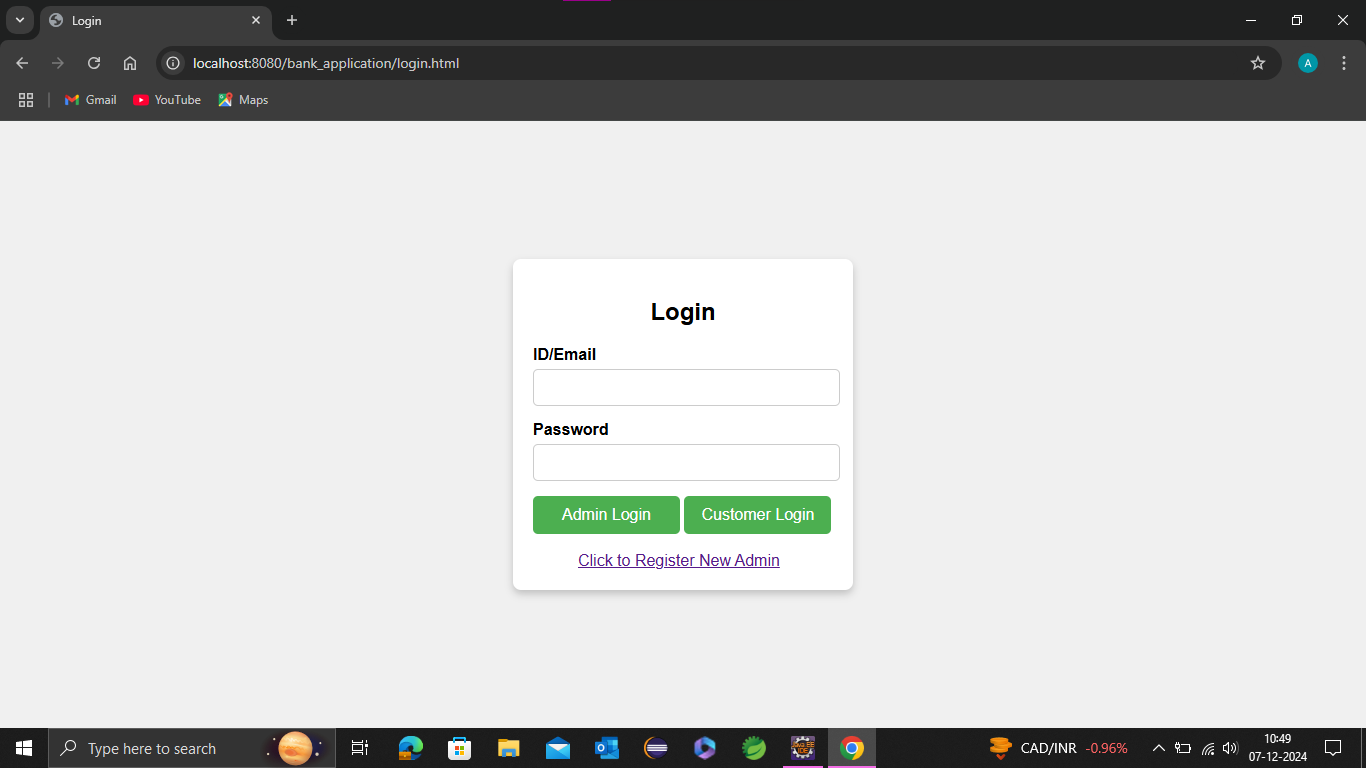 Login
localhost:8080/bank_application/login.html
A
Gmail
YouTube
Maps
Login
ID/Email
Password
Admin Login
Customer Login
Click to Register New Admin
Type here to search
CAD/INR -0.96%
10:49
07-12-2024